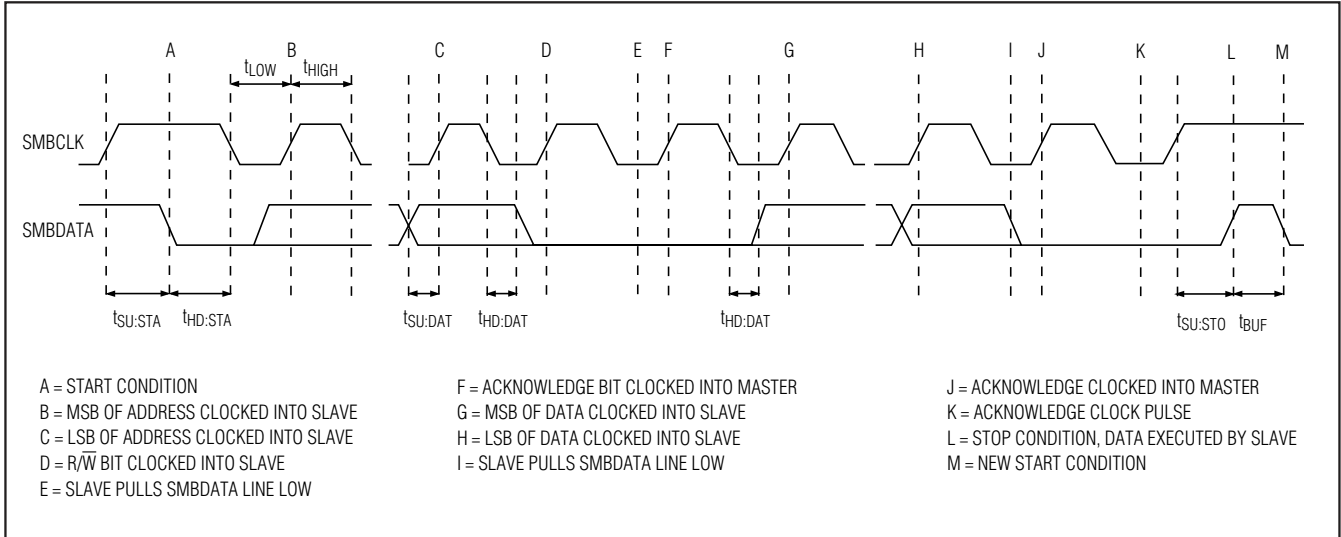 A B C D E F G H I J K L M
tLOW tHIGH
SMBCLK
SMBDATA
tSU:STA tHD:STA tSU:DAT tHD:DAT tHD:DAT tSU:STO tBUF
A = START CONDITION
B = MSB OF ADDRESS CLOCKED INTO SLAVE
C = LSB OF ADDRESS CLOCKED INTO SLAVE
D = R/W̅ BIT CLOCKED INTO SLAVE
E = SLAVE PULLS SMBDATA LINE LOW
F = ACKNOWLEDGE BIT CLOCKED INTO MASTER
G = MSB OF DATA CLOCKED INTO SLAVE
H = LSB OF DATA CLOCKED INTO SLAVE
I = SLAVE PULLS SMBDATA LINE LOW
J = ACKNOWLEDGE CLOCKED INTO MASTER
K = ACKNOWLEDGE CLOCK PULSE
L = STOP CONDITION, DATA EXECUTED BY SLAVE
M = NEW START CONDITION